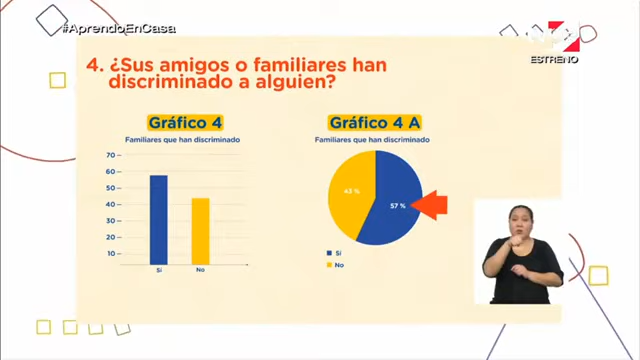 #AprendoEnCasa
ESTRENO
4. ¿Sus amigos o familiares han
discriminado a alguien?
Gráfico 4
Familiares que han discriminado
70
60
50
40
30
20
10
Sí
No
Gráfico 4 A
Familiares que han discriminado
43 %
57 %
Sí
No